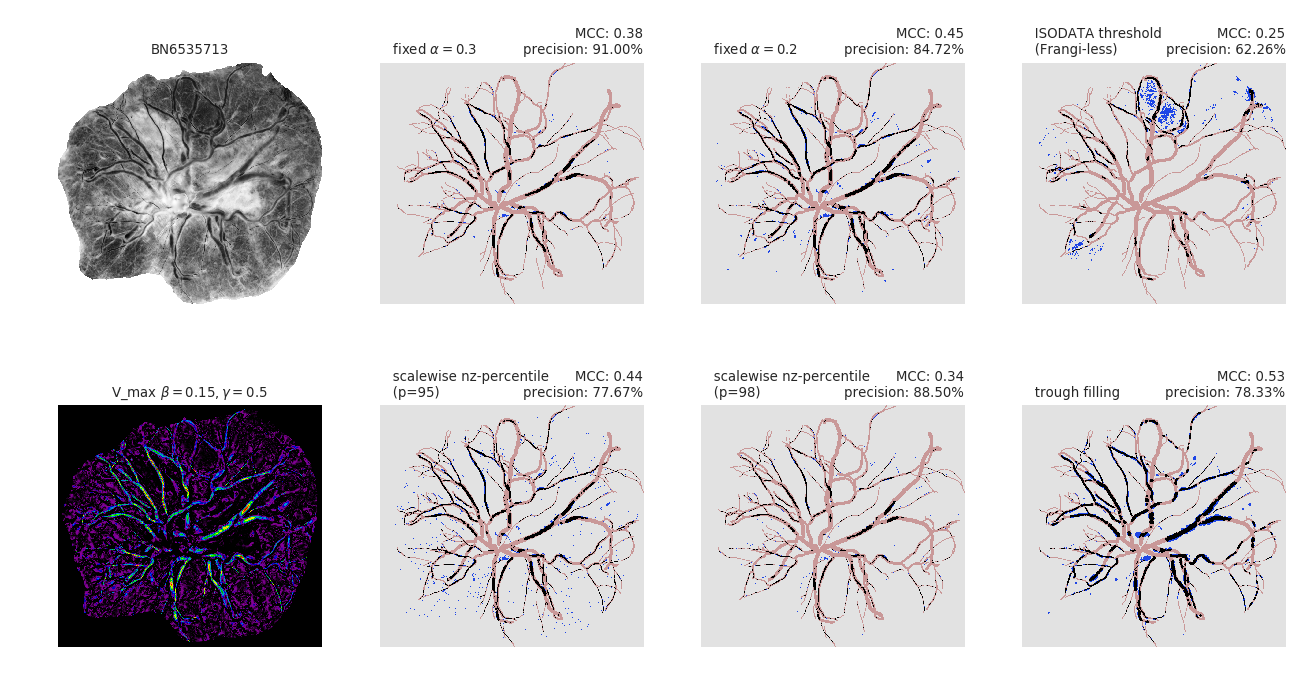 BN6535713
MCC: 0.38
fixed α = 0.3 precision: 91.00%
MCC: 0.45
fixed α = 0.2 precision: 84.72%
ISODATA threshold MCC: 0.25
(Frangi-less) precision: 62.26%
V_max β = 0.15, γ = 0.5
scalewise nz-percentile MCC: 0.44
(p=95) precision: 77.67%
scalewise nz-percentile MCC: 0.34
(p=98) precision: 88.50%
MCC: 0.53
trough filling precision: 78.33%